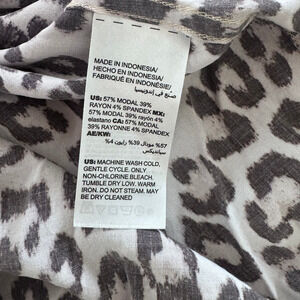 MADE IN INDONESIA/
HECHO EN INDONESIA/
FABRIQUÉ EN INDONÉSIE/
صنع في إندونيسيا
US: 57% MODAL 39%
RAYON 4% SPANDEX MX:
57% MODAL 39% rayón 4%
elastano CA: 57% MODAL
39% RAYONNE 4% SPANDEX
AE/KW:
57% مودال 39% رايون 4%
سبانديكس
US: MACHINE WASH COLD,
GENTLE CYCLE. ONLY
NON-CHLORINE BLEACH.
TUMBLE DRY LOW. WARM
IRON. DO NOT STEAM. MAY
BE DRY CLEANED